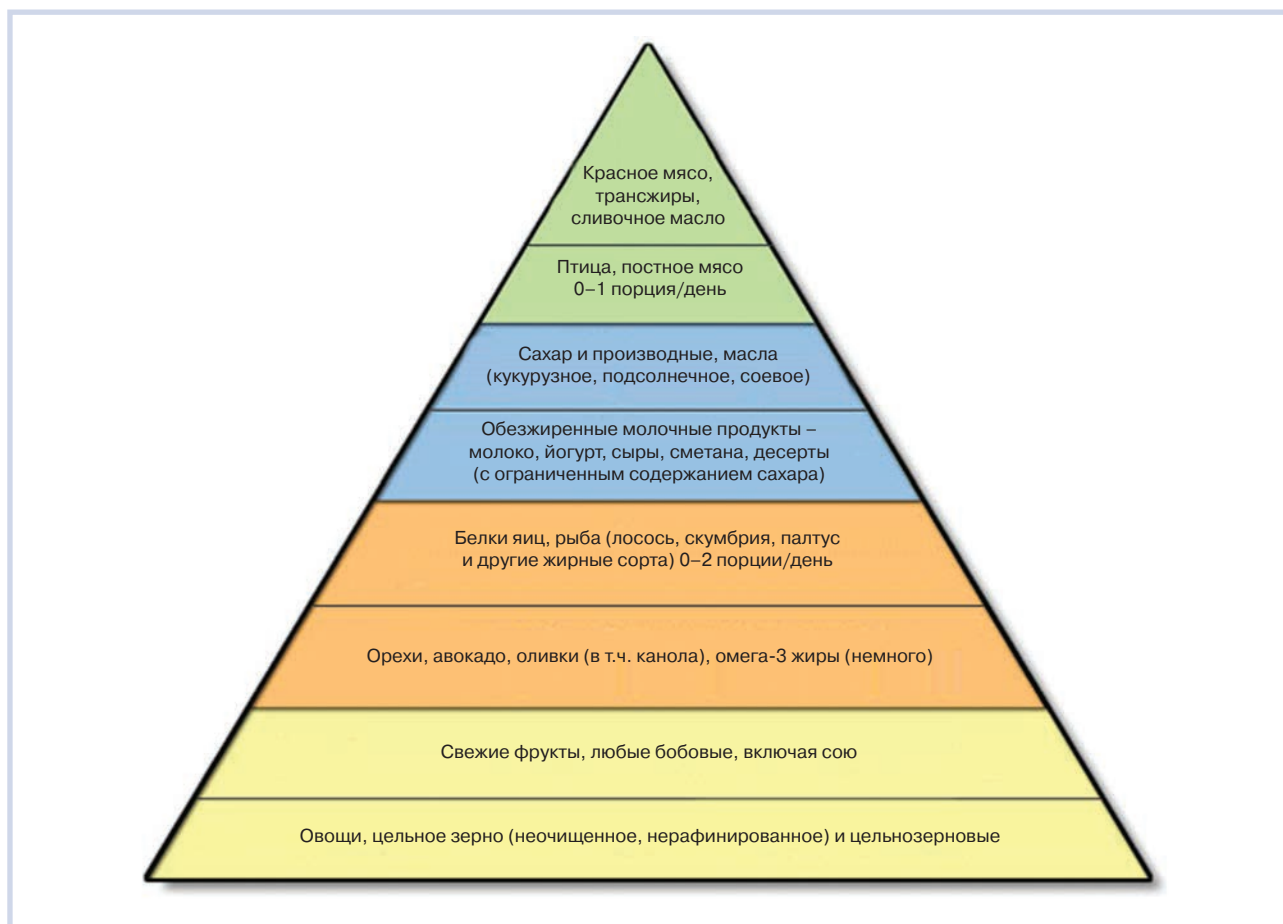 Красное мясо,
трансжиры,
сливочное масло
Птица, постное мясо
0–1 порция/день
Сахар и производные, масла
(кукурузное, подсолнечное, соевое)
Обезжиренные молочные продукты –
молоко, йогурт, сыры, сметана, десерты
(с ограниченным содержанием сахара)
Белки яиц, рыба (лосось, скумбрия, палтус
и другие жирные сорта) 0–2 порции/день
Орехи, авокадо, оливки (в т.ч. канола), омега-3 жиры (немного)
Свежие фрукты, любые бобовые, включая сою
Овощи, цельное зерно (неочищенное, нерафинированное) и цельнозерновые